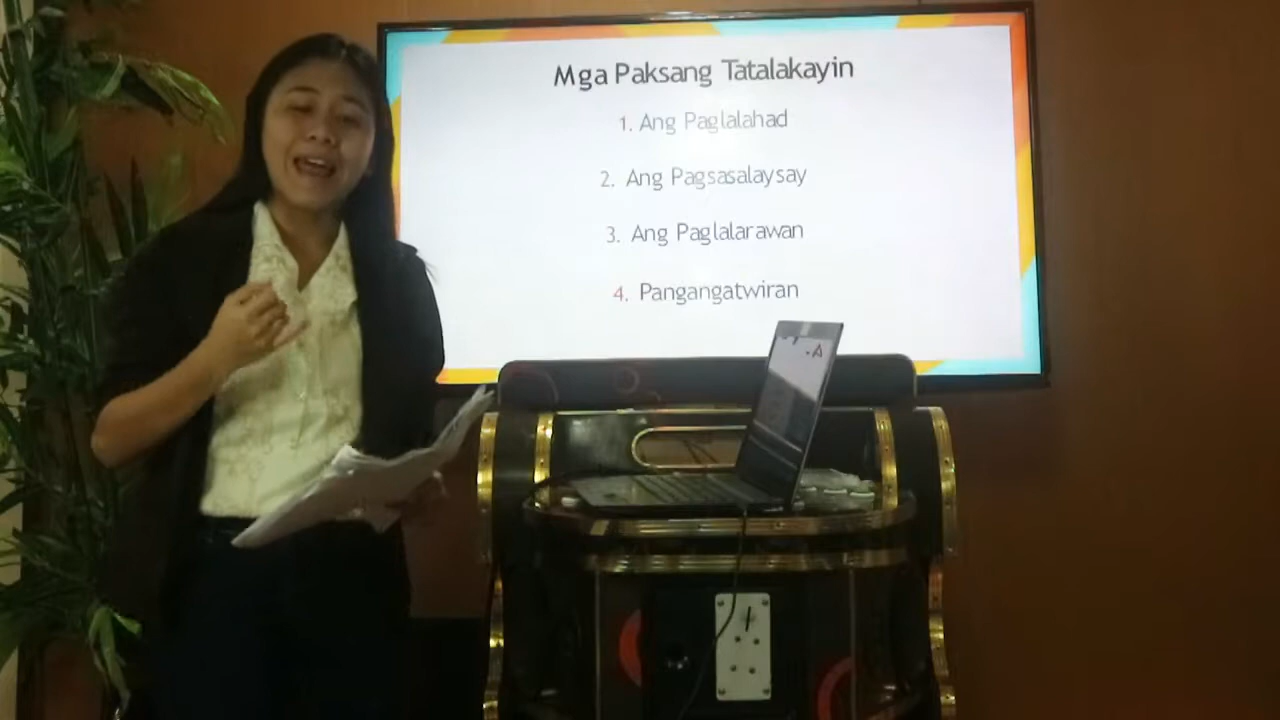 Mga Paksang Tatalakayin
1. Ang Paglalahad
2. Ang Pagsasalaysay
3. Ang Paglalarawan
4. Pangangatwiran